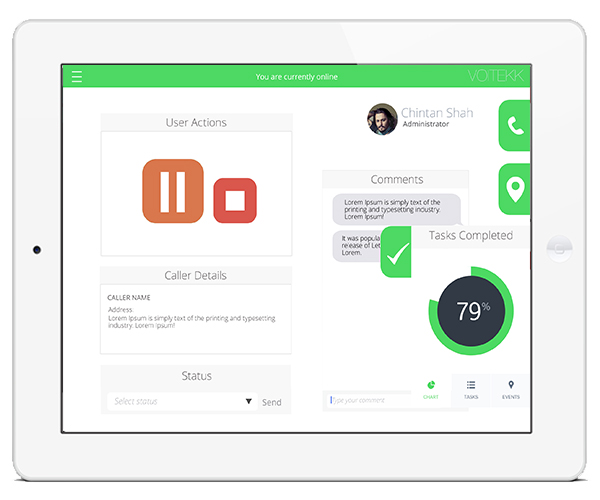 You are currently online
VOITEKK
User Actions
Chintan Shah
Administrator
Comments
Lorem Ipsum is simply text of the
printing and typesetting industry.
Lorem Ipsum!
It was popula
release of Let
Lorem.
Tasks Completed
79%
Caller Details
CALLER NAME
Address
Lorem Ipsum is simply text of the printing and typesetting
industry. Lorem Ipsum!
Status
Select status
Send
Type your comment
CHART
TASKS
EVENTS